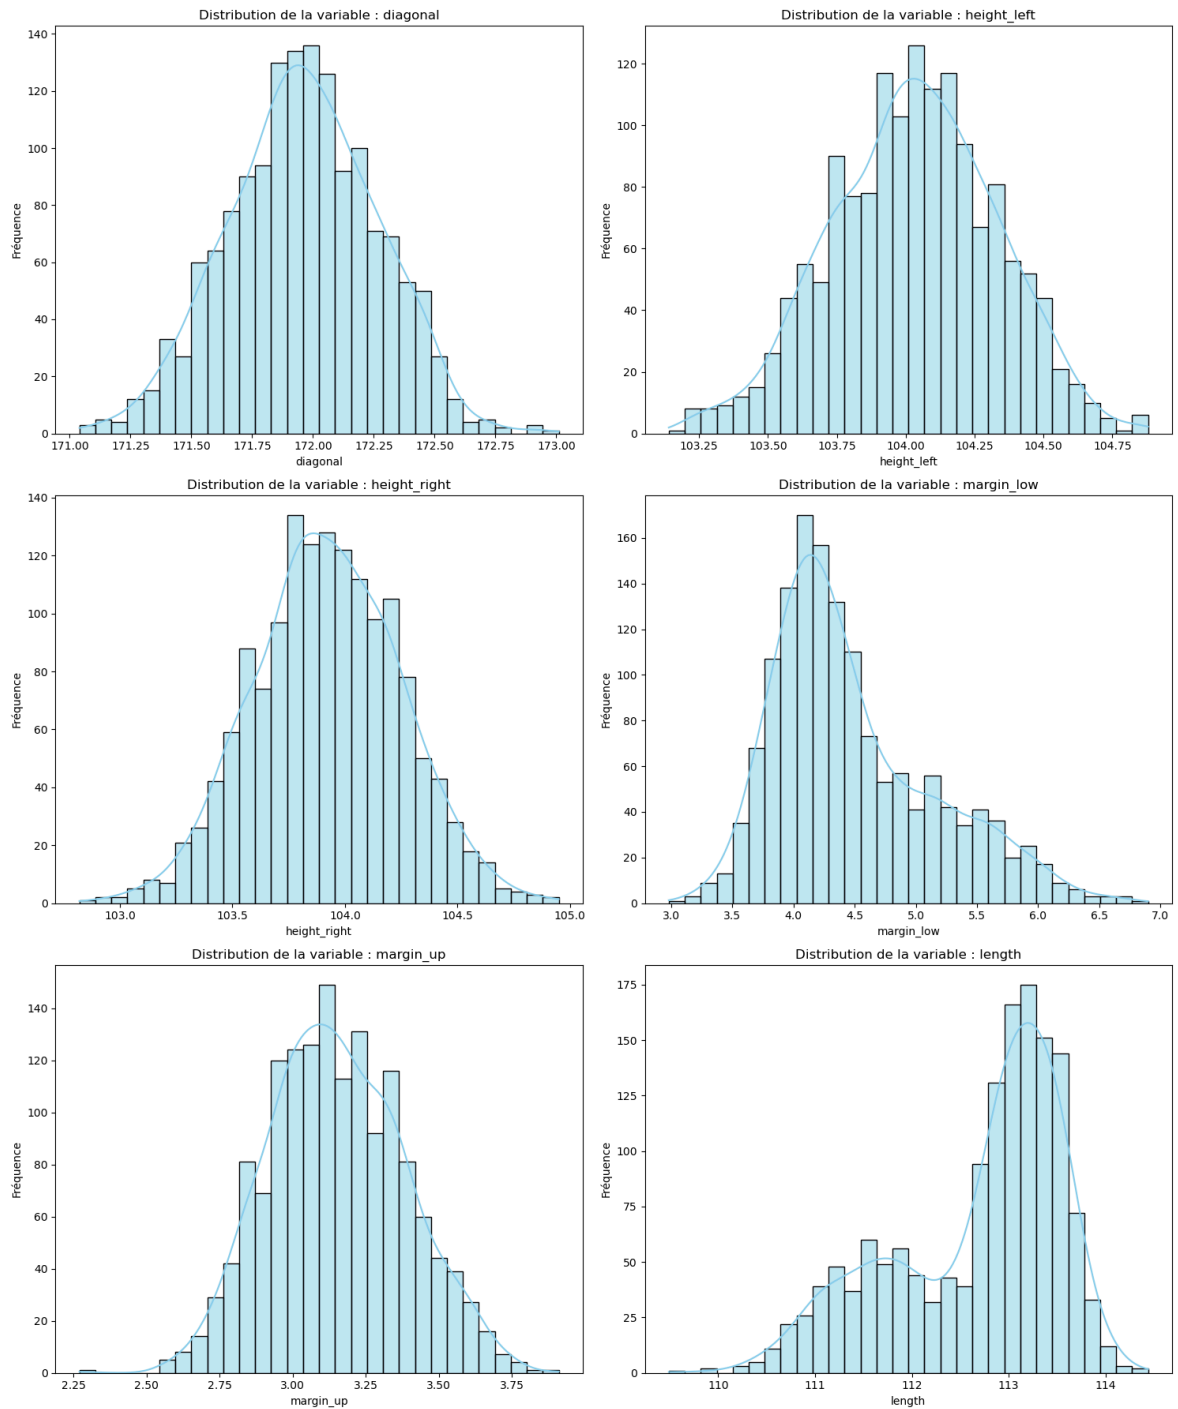 Distribution de la variable : diagonal
140
120
100
80
60
40
20
0
Fréquence
171.00 171.25 171.50 171.75 172.00 172.25 172.50 172.75 173.00
diagonal
Distribution de la variable : height_left
120
100
80
60
40
20
0
Fréquence
103.25 103.50 103.75 104.00 104.25 104.50 104.75
height_left
Distribution de la variable : height_right
140
120
100
80
60
40
20
0
Fréquence
103.0 103.5 104.0 104.5 105.0
height_right
Distribution de la variable : margin_low
160
140
120
100
80
60
40
20
0
Fréquence
3.0 3.5 4.0 4.5 5.0 5.5 6.0 6.5 7.0
margin_low
Distribution de la variable : margin_up
140
120
100
80
60
40
20
0
Fréquence
2.25 2.50 2.75 3.00 3.25 3.50 3.75
margin_up
Distribution de la variable : length
175
150
125
100
75
50
25
0
Fréquence
110 111 112 113 114
length